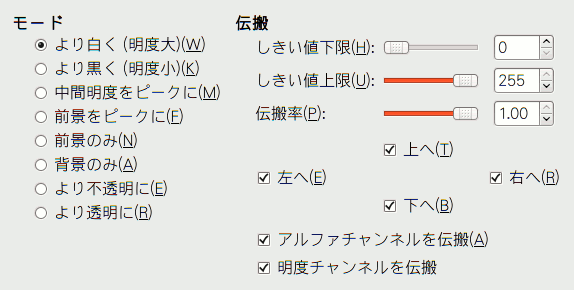 モード
より白く (明度大)(W)
より黒く (明度小)(K)
中間明度をピークに(M)
前景をピークに(F)
前景のみ(N)
背景のみ(A)
より不透明に(E)
より透明に(R)
伝搬
しきい値下限(H): 0
しきい値上限(U): 255
伝搬率(P): 1.00
上へ(T)
左へ(E) 右へ(R)
下へ(B)
アルファチャンネルを伝搬(A)
明度チャンネルを伝搬